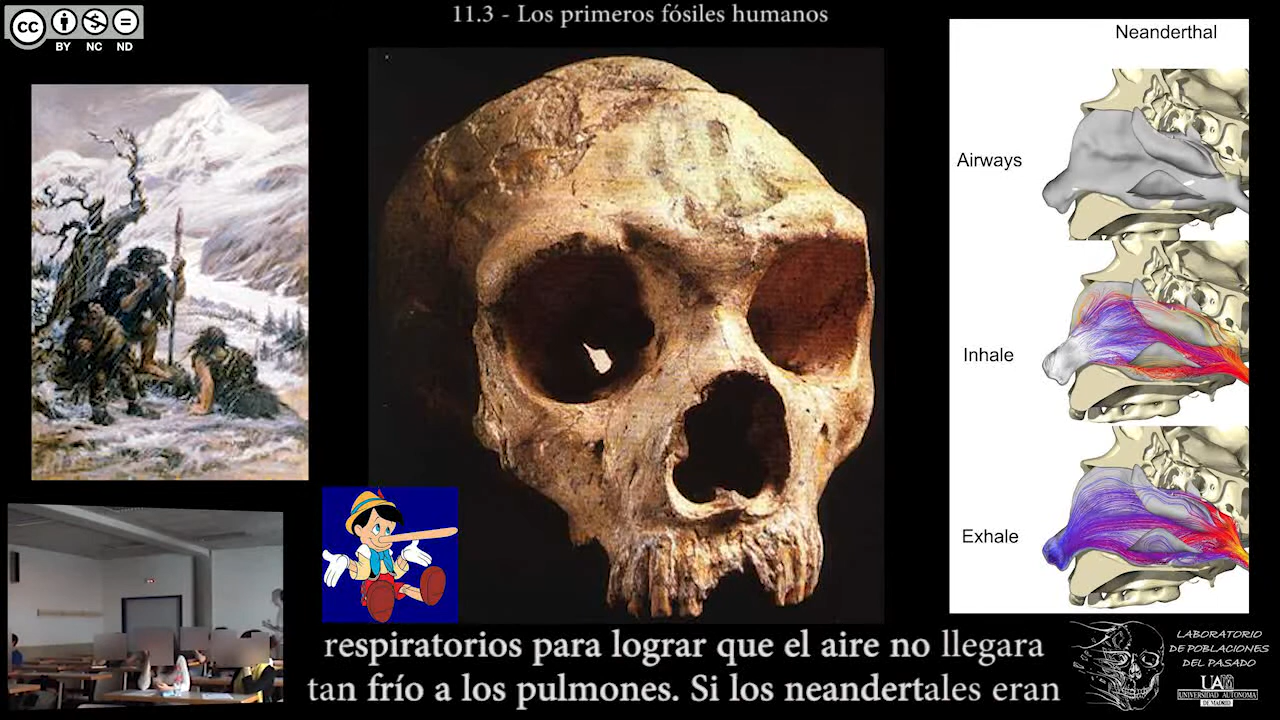 11.3 - Los primeros fósiles humanos
cc
BY NC ND
Neanderthal
Airways
Inhale
Exhale
respiratorios para lograr que el aire no llegara
tan frío a los pulmones. Si los neandertales eran
LABORATORIO
DE POBLACIONES
DEL PASADO
UAM
UNIVERSIDAD AUTONOMA
DE MADRID